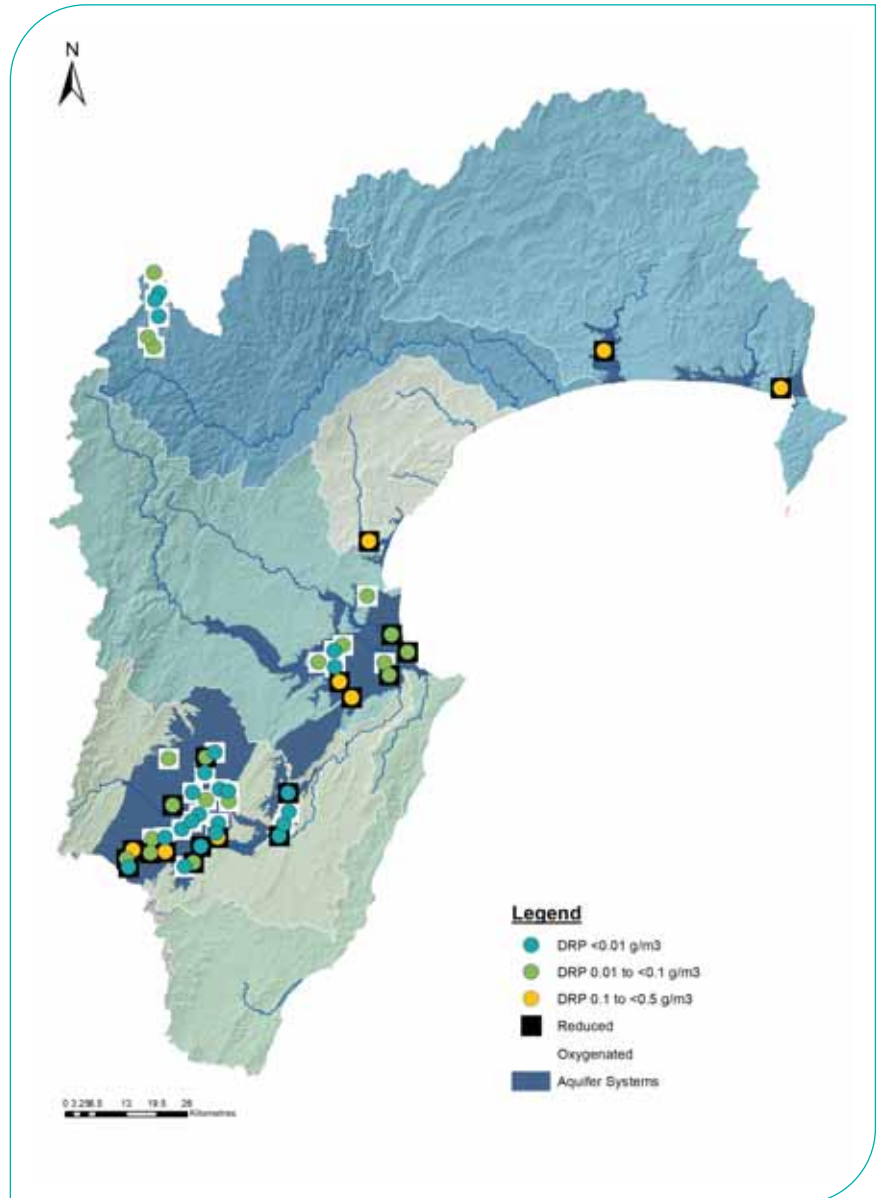 N
Legend
DRP <0.01 g/m3
DRP 0.01 to <0.1 g/m3
DRP 0.1 to <0.5 g/m3
Reduced
Oxygenated
Aquifer Systems
13 19.5 26
Kilometres